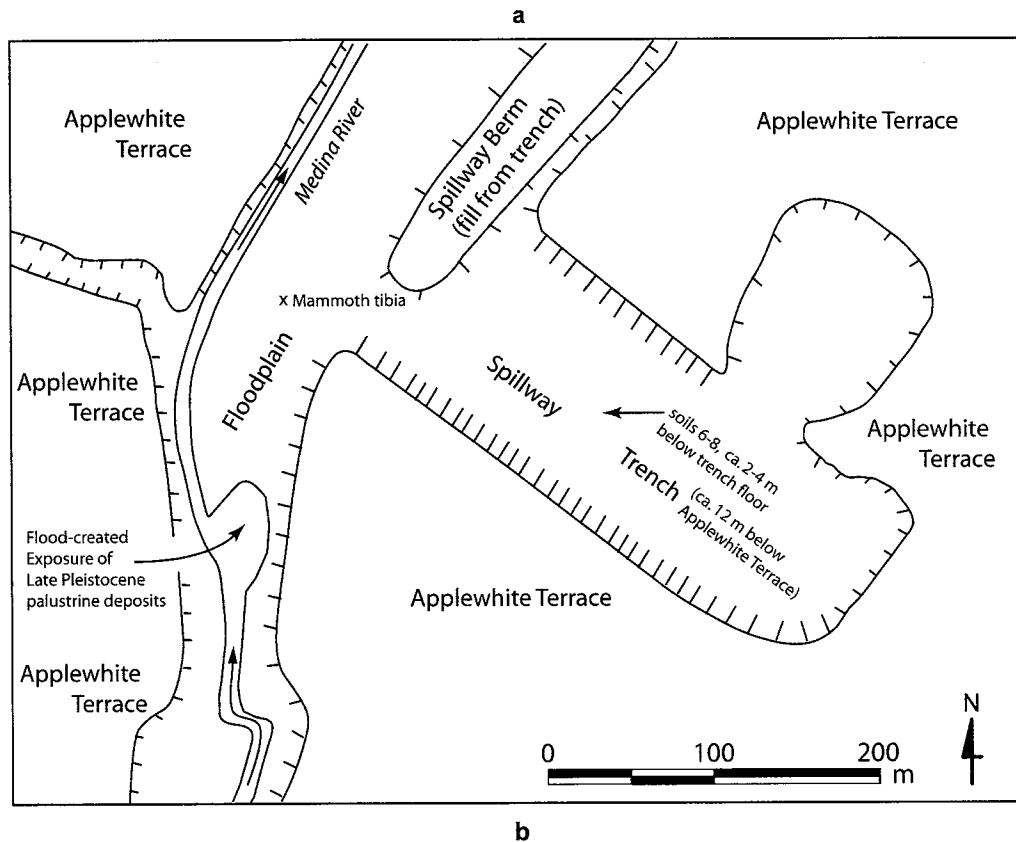 a
Applewhite
Terrace
Medina River
Spillway Berm
(fill from trench)
Applewhite Terrace
x Mammoth tibia
Floodplain
Applewhite
Terrace
Spillway
Trench
soils 6-8, ca. 2-4 m
below trench floor
(ca. 12 m below
Applewhite Terrace)
Applewhite
Terrace
Flood-created
Exposure of
Late Pleistocene
palustrine deposits
Applewhite Terrace
Applewhite
Terrace
N
0 100 200
m
b